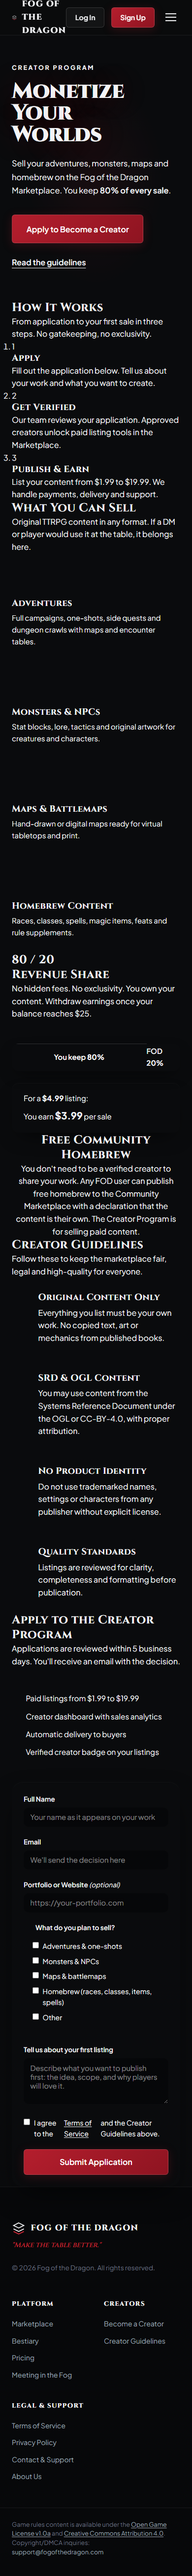 FOG OF
THE
DRAGON
Log In
Sign Up
CREATOR PROGRAM
Monetize
Your
Worlds
Sell your adventures, monsters, maps and
homebrew on the Fog of the Dragon
Marketplace. You keep 80% of every sale.
Apply to Become a Creator
Read the guidelines
How It Works
From application to your first sale in three
steps. No gatekeeping, no exclusivity.
1. 1
Apply
Fill out the application below. Tell us about
your work and what you want to create.
2. 2
Get Verified
Our team reviews your application. Approved
creators unlock paid listing tools in the
Marketplace.
3. 3
Publish & Earn
List your content from $1.99 to $19.99. We
handle payments, delivery and support.
What You Can Sell
Original TTRPG content in any format. If a DM
or player would use it at the table, it belongs
here.
Adventures
Full campaigns, one-shots, side quests and
dungeon crawls with maps and encounter
tables.
Monsters & NPCs
Stat blocks, lore, tactics and original artwork for
creatures and characters.
Maps & Battlemaps
Hand-drawn or digital maps ready for virtual
tabletops and print.
Homebrew Content
Races, classes, spells, magic items, feats and
rule supplements.
80 / 20
Revenue Share
No hidden fees. No exclusivity. You own your
content. Withdraw earnings once your
balance reaches $25.
You keep 80%
FOD
20%
For a $4.99 listing:
You earn $3.99 per sale
Free Community
Homebrew
You don't need to be a verified creator to
share your work. Any FOD user can publish
free homebrew to the Community
Marketplace with a declaration that the
content is their own. The Creator Program is
for selling paid content.
Creator Guidelines
Follow these to keep the marketplace fair,
legal and high-quality for everyone.
Original Content Only
Everything you list must be your own
work. No copied text, art or
mechanics from published books.
SRD & OGL Content
You may use content from the
Systems Reference Document under
the OGL or CC-BY-4.0, with proper
attribution.
No Product Identity
Do not use trademarked names,
settings or characters from any
publisher without explicit license.
Quality Standards
Listings are reviewed for clarity,
completeness and formatting before
publication.
Apply to the Creator
Program
Applications are reviewed within 5 business
days. You'll receive an email with the decision.
Paid listings from $1.99 to $19.99
Creator dashboard with sales analytics
Automatic delivery to buyers
Verified creator badge on your listings
Full Name
Your name as it appears on your work
Email
We'll send the decision here
Portfolio or Website (optional)
https://your-portfolio.com
What do you plan to sell?
Adventures & one-shots
Monsters & NPCs
Maps & battlemaps
Homebrew (races, classes, items,
spells)
Other
Tell us about your first listing
Describe what you want to publish
first: the idea, scope, and why players
will love it.
I agree to the Terms of Service and the Creator Guidelines above.
Submit Application
FOG OF THE DRAGON
"Make the table better."
© 2026 Fog of the Dragon. All rights reserved.
PLATFORM
Marketplace
Bestiary
Pricing
Meeting in the Fog
CREATORS
Become a Creator
Creator Guidelines
LEGAL & SUPPORT
Terms of Service
Privacy Policy
Contact & Support
About Us
Game rules content is available under the Open Game
License v1.0a and Creative Commons Attribution 4.0.
Copyright/DMCA inquiries:
support@fogofthedragon.com